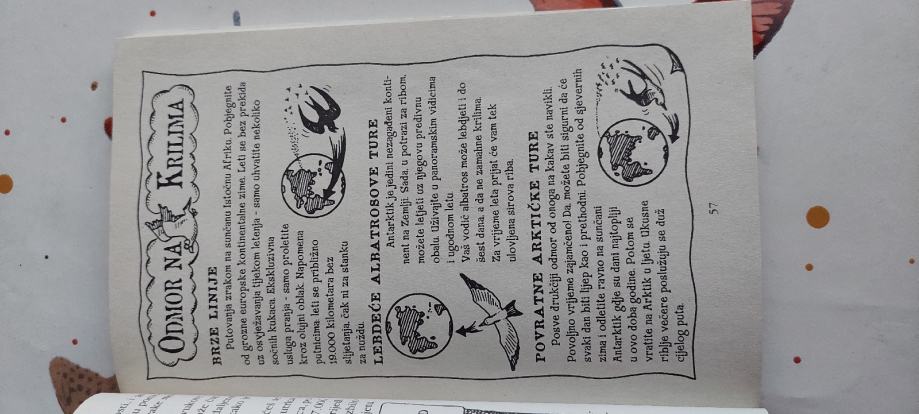 ODMOR NA KRILIMA
BRZE LINIJE
Putovanja zrakom na sunčanu Istočnu Afriku. Pobjegnite
od grozne europske kontinentalne zime. Leti se bez prekida
uz osvježavanja tijekom letenja - samo uhvatite nekoliko
sočnih kukaca. Ekskluzivna
usluga pranja - samo proletite
kroz olujni oblak. Napomena
putnicima: leti se približno
19.000 kilometara bez
slijetanja, čak ni za stanku
za nuždu.
LEBDEĆE ALBATROSOVE TURE
Antarktik je jedini nezagađeni konti-
nent na Zemlji. Sada, u potrazi za ribom,
možete letjeti uz njegovu predivnu
obalu. Uživajte u panoramskim vidicima
i ugodnom letu.
Vaš vodič albatros može lebdjeti i do
šest dana, a da ne zamahne krilima.
Za vrijeme leta prijat će vam tek
ulovljena sirova riba.
POVRATNE ARKTIČKE TURE
Posve drukčiji odmor od onoga na kakav ste navikli.
Povoljno vrijeme zajamčeno! Da, možete biti sigurni da će
svaki dan biti lijep kao i prethodni. Pobjegnite od sjevernih
zima i odletite ravno na sunčani
Antarktik gdje su dani najtopliji
u ovo doba godine. Potom se
vratite na Arktik u ljetu. Ukusne
riblje večere poslužuju se duž
cijelog puta.
57